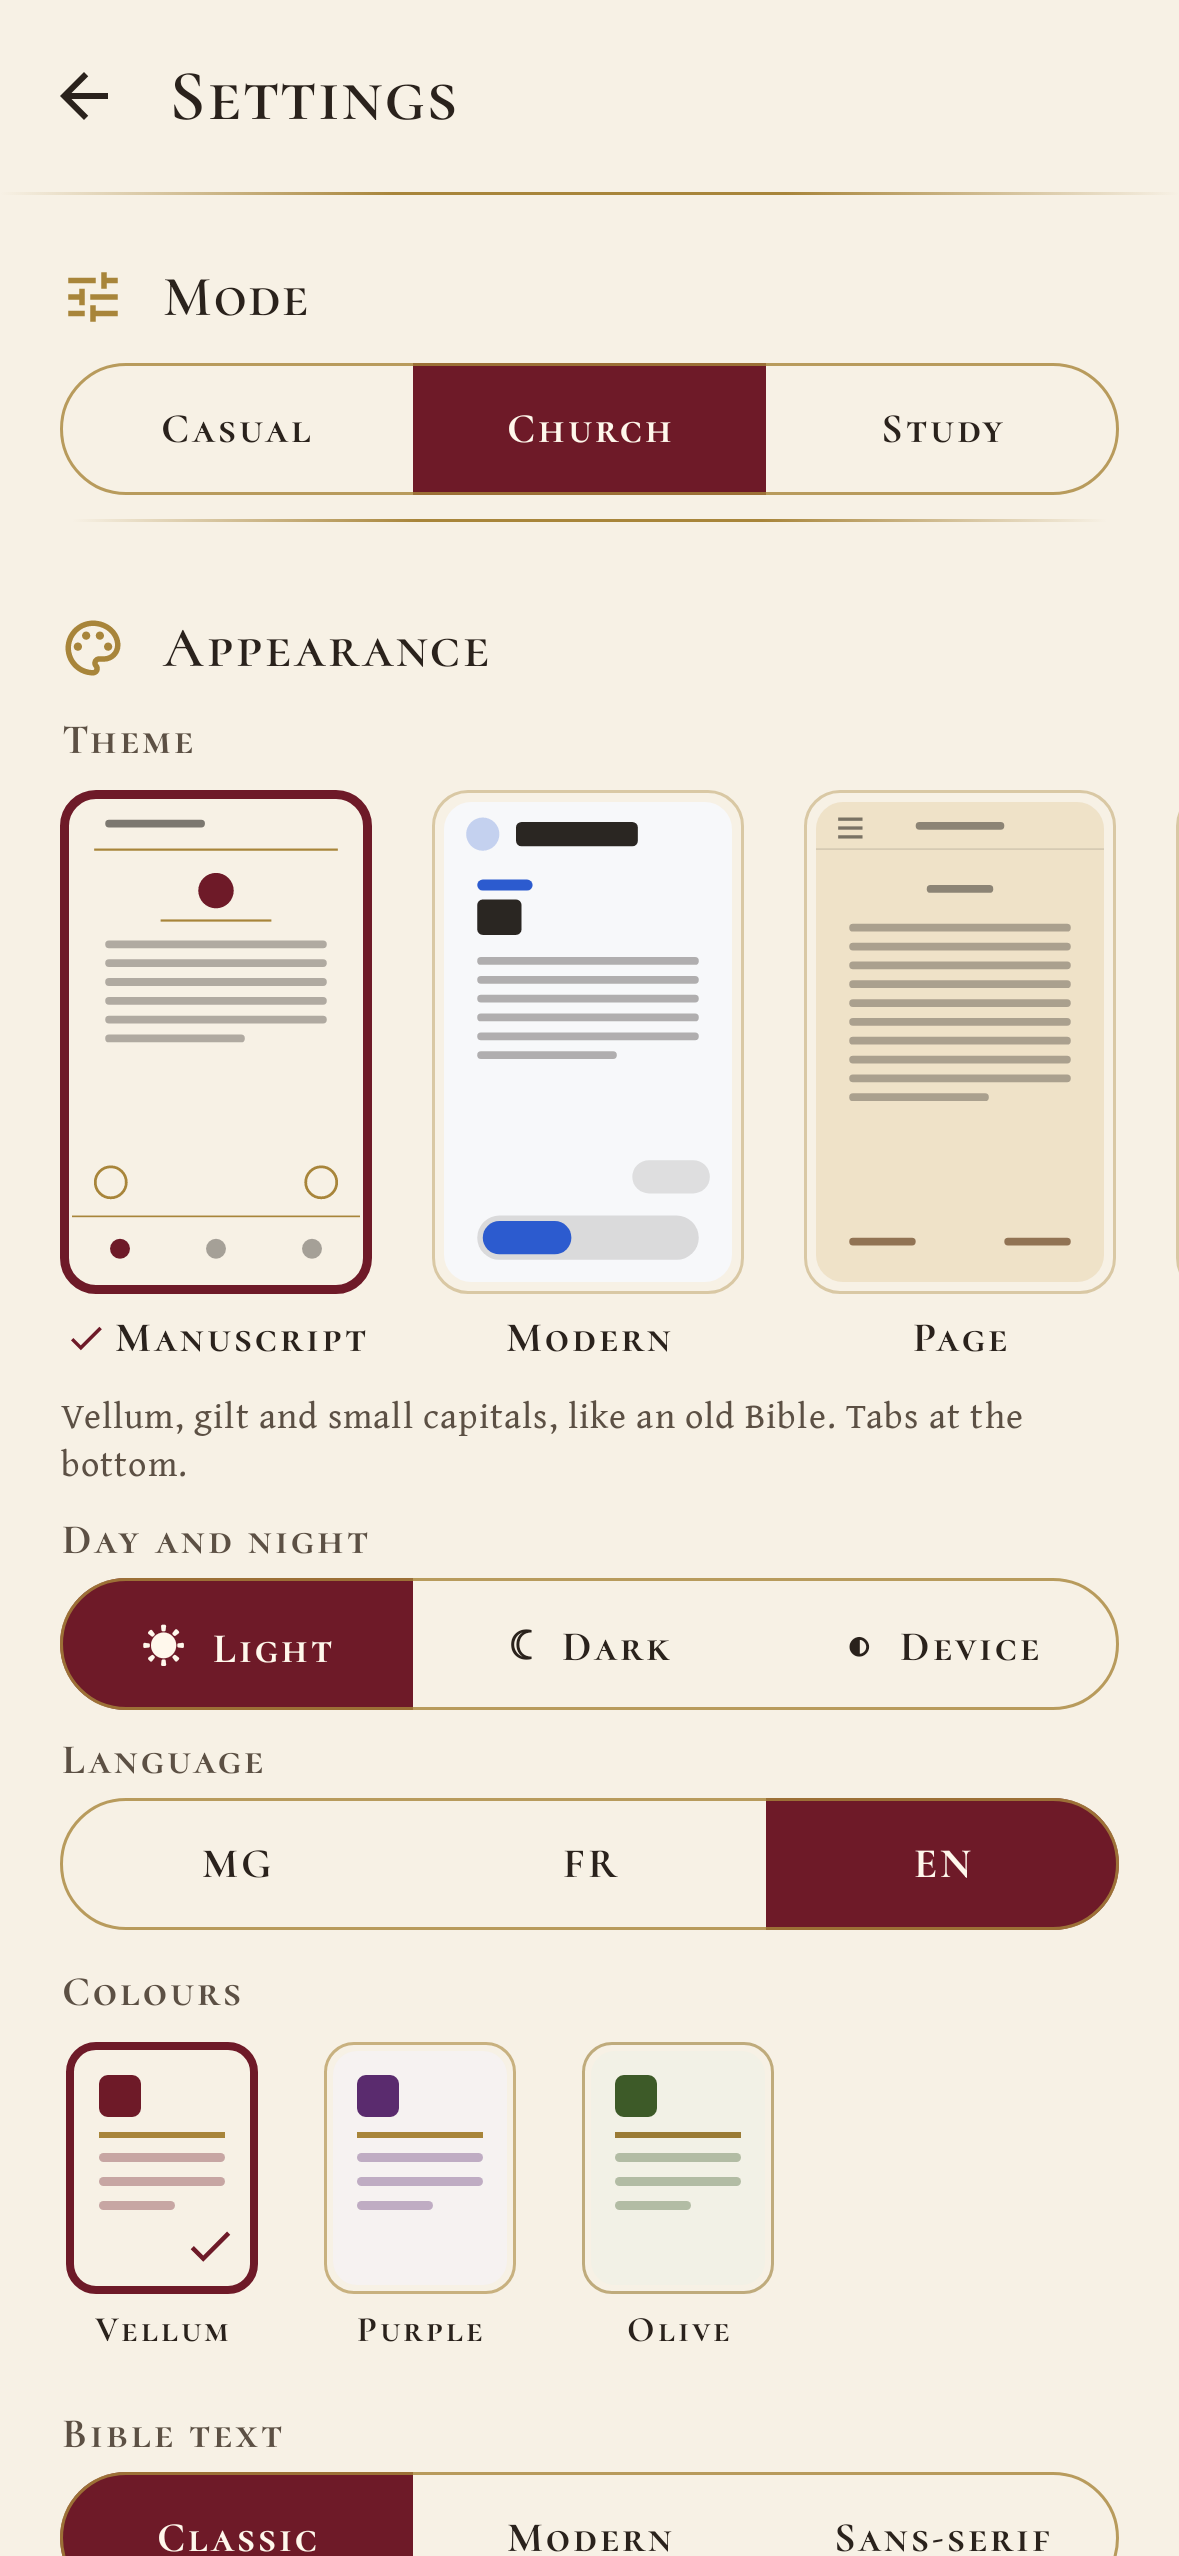 Settings
Mode
Casual Church Study
Appearance
Theme
Manuscript Modern Page
Vellum, gilt and small capitals, like an old Bible. Tabs at the
bottom.
Day and night
Light Dark Device
Language
MG FR EN
Colours
Vellum Purple Olive
Bible text
Classic Modern Sans-serif